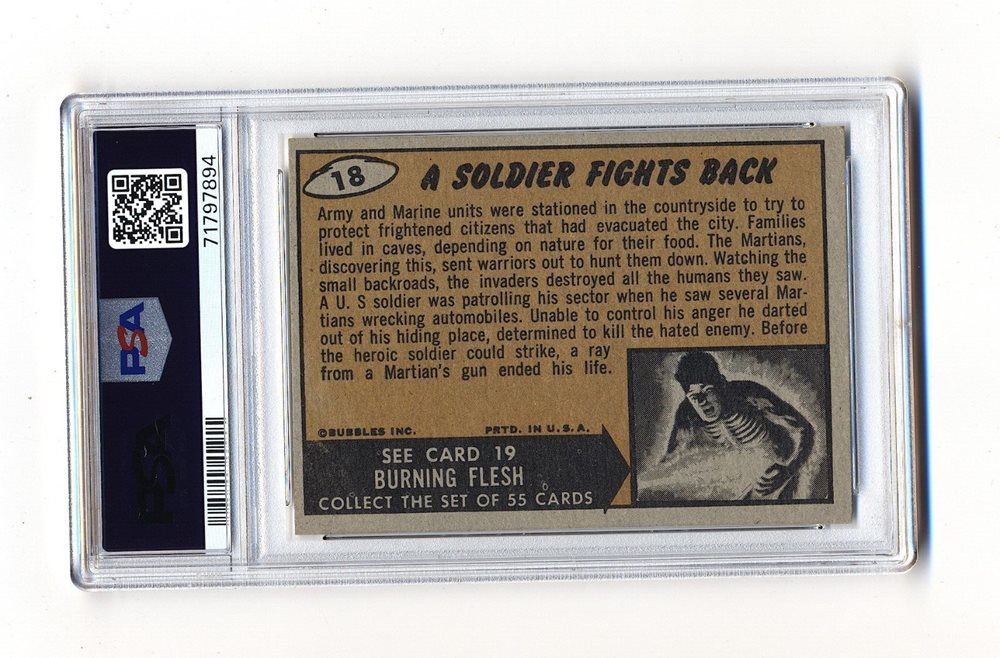 71797894
PSA
PSA
18
A SOLDIER FIGHTS BACK
Army and Marine units were stationed in the countryside to try to
protect frightened citizens that had evacuated the city. Families
lived in caves, depending on nature for their food. The Martians,
discovering this, sent warriors out to hunt them down. Watching the
small backroads, the invaders destroyed all the humans they saw.
A U. S soldier was patrolling his sector when he saw several Mar-
tians wrecking automobiles. Unable to control his anger he darted
out of his hiding place, determined to kill the hated enemy. Before
the heroic soldier could strike, a ray
from a Martian's gun ended his life.
©BUBBLES INC. PRTD. IN U.S.A.
SEE CARD 19
BURNING FLESH
COLLECT THE SET OF 55 CARDS